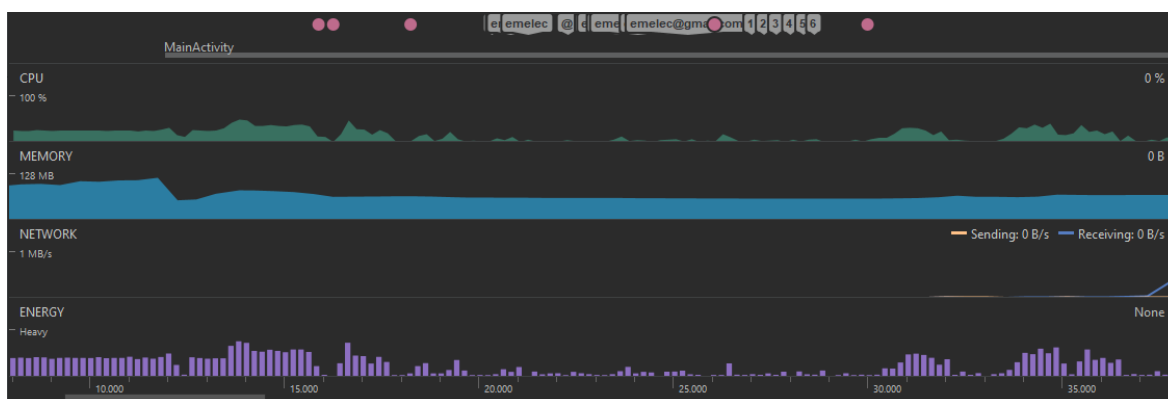 emelec @ eme emelec@gmail.com 1 2 3 4 5 6
MainActivity
CPU 0 %
100 %
MEMORY 0 B
128 MB
NETWORK Sending: 0 B/s Receiving: 0 B/s
1 MB/s
ENERGY None
Heavy
10.000 15.000 20.000 25.000 30.000 35.000